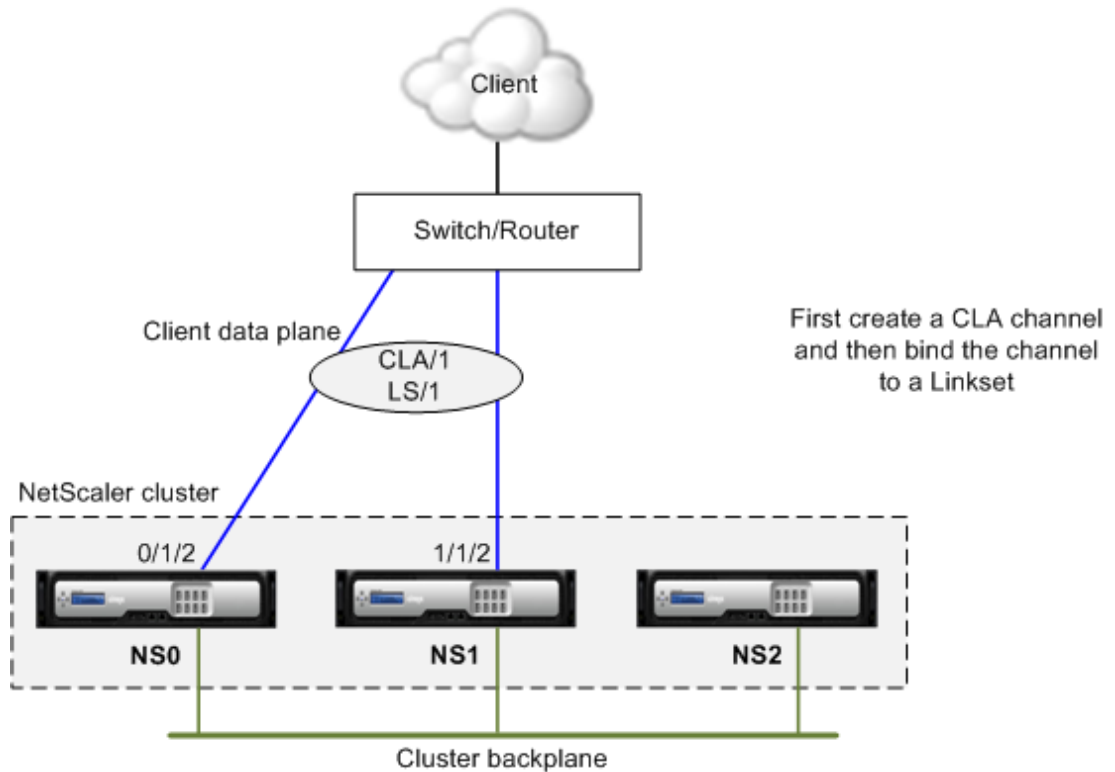 Client
Switch/Router
Client data plane
CLA/1
LS/1
First create a CLA channel
and then bind the channel
to a Linkset
NetScaler cluster
0/1/2
1/1/2
NS0
NS1
NS2
Cluster backplane